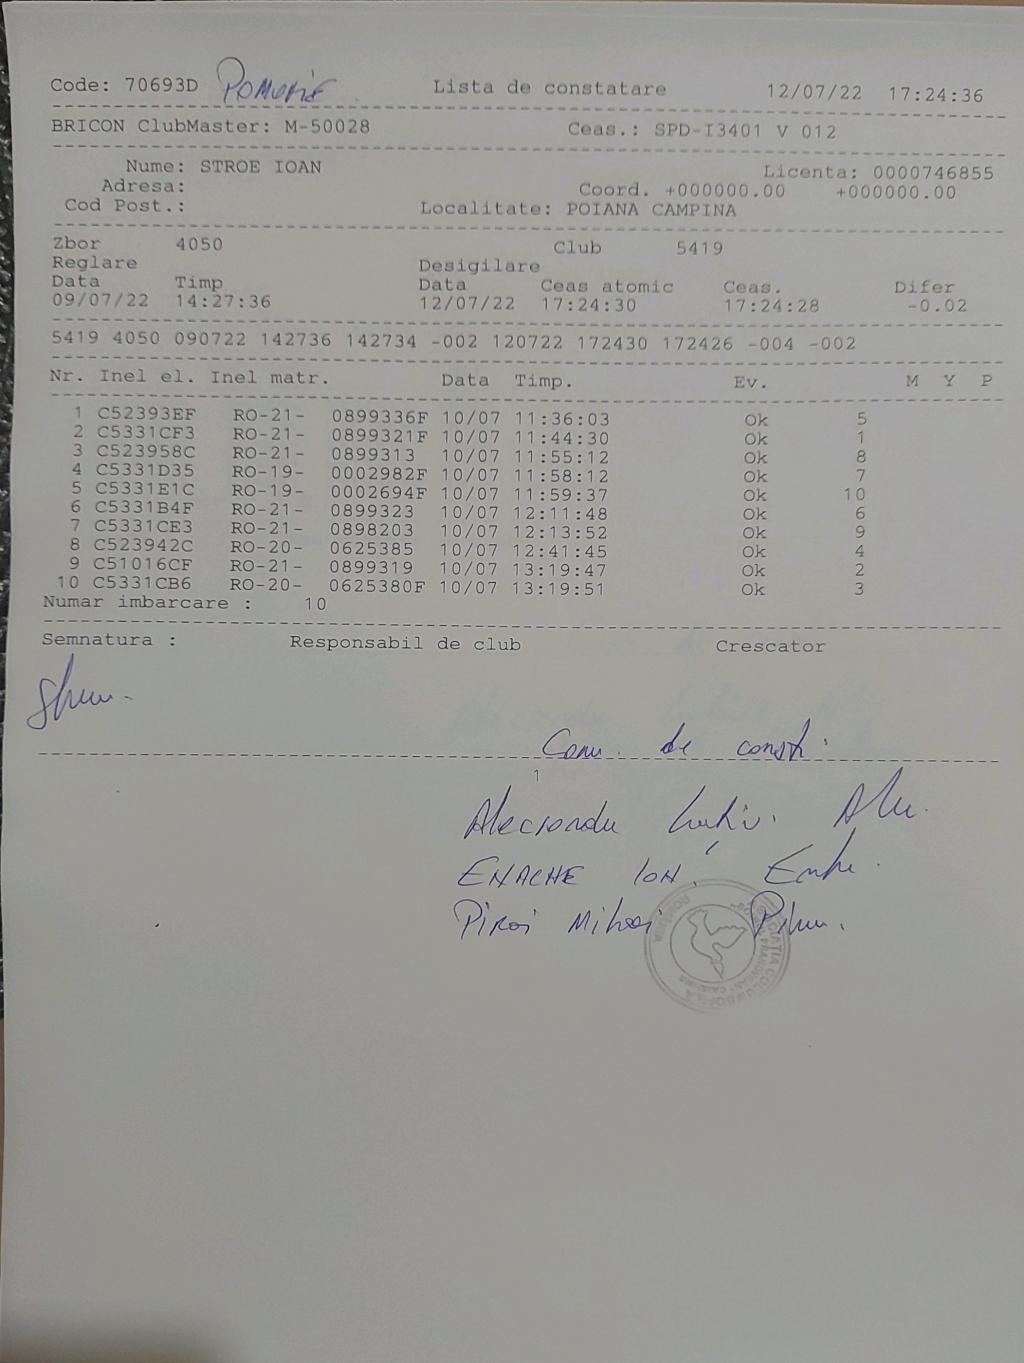 Code: 70693D POMORIE Lista de constatare 12/07/22 17:24:36
BRICON ClubMaster: M-50028 Ceas.: SPD-I3401 V 012
Nume: STROE IOAN Licenta: 0000746855
Adresa: Coord. +000000.00 +000000.00
Cod Post.: Localitate: POIANA CAMPINA
Zbor 4050 Club 5419
Reglare Desigilare
Data Timp Data Ceas atomic Ceas. Difer
09/07/22 14:27:36 12/07/22 17:24:30 17:24:28 -0.02
5419 4050 090722 142736 142734 -002 120722 172430 172426 -004 -002
Nr. Inel el. Inel matr. Data Timp. Ev. M Y P
1 C52393EF RO-21- 0899336F 10/07 11:36:03 Ok 5
2 C5331CF3 RO-21- 0899321F 10/07 11:44:30 Ok 1
3 C523958C RO-21- 0899313 10/07 11:55:12 Ok 8
4 C5331D35 RO-19- 0002982F 10/07 11:58:12 Ok 7
5 C5331E1C RO-19- 0002694F 10/07 11:59:37 Ok 10
6 C5331B4F RO-21- 0899323 10/07 12:11:48 Ok 6
7 C5331CE3 RO-21- 0898203 10/07 12:13:52 Ok 9
8 C523942C RO-20- 0625385 10/07 12:41:45 Ok 4
9 C51016CF RO-21- 0899319 10/07 13:19:47 Ok 2
10 C5331CB6 RO-20- 0625380F 10/07 13:19:51 Ok 3
Numar imbarcare : 10
Semnatura : Responsabil de club Crescator
Com. de const.
1
ENACHE ION
Piroi Mihai
ROMANIA